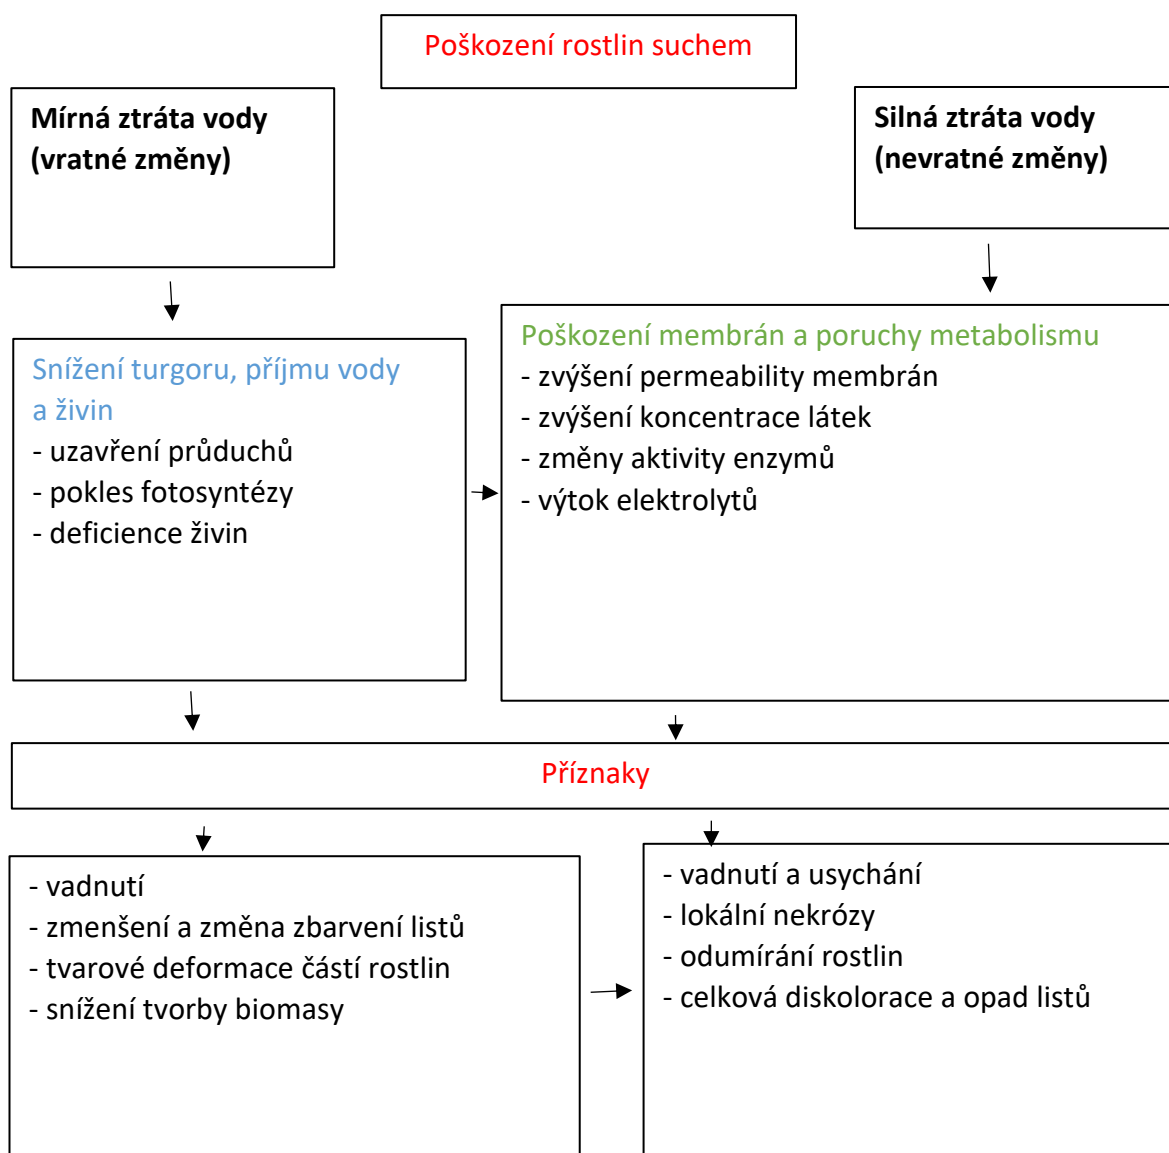 Poškození rostlin suchem
Mírná ztráta vody
(vratné změny)
Silná ztráta vody
(nevratné změny)
Snížení turgoru, příjmu vody
a živin
- uzavření průduchů
- pokles fotosyntézy
- deficience živin
Poškození membrán a poruchy metabolismu
- zvýšení permeability membrán
- zvýšení koncentrace látek
- změny aktivity enzymů
- výtok elektrolytů
Příznaky
- vadnutí
- zmenšení a změna zbarvení listů
- tvarové deformace částí rostlin
- snížení tvorby biomasy
- vadnutí a usychání
- lokální nekrózy
- odumírání rostlin
- celková diskolorace a opad listů